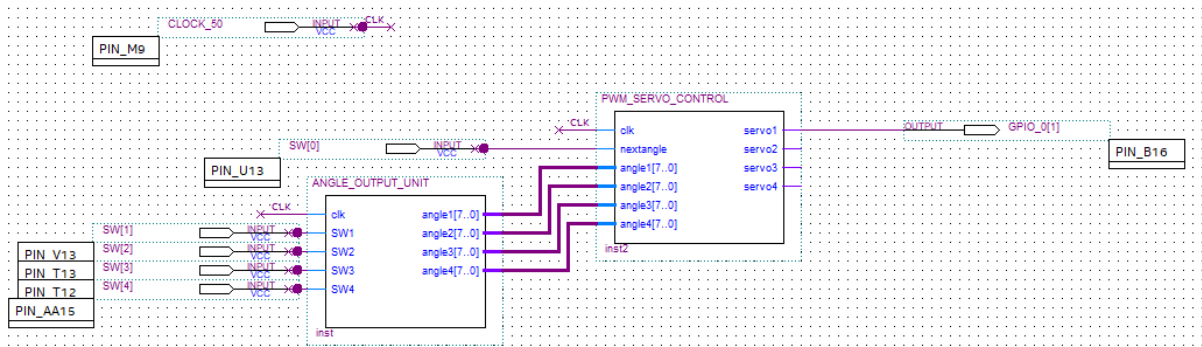 CLOCK_50
INPUT
VCC
CLK
PIN_M9
PWM_SERVO_CONTROL
CLK
clk
servo1
OUTPUT
GPIO_0[1]
SW[0]
INPUT
VCC
nextangle
servo2
PIN_B16
PIN_U13
angle1[7..0]
servo3
angle2[7..0]
servo4
angle3[7..0]
angle4[7..0]
inst2
ANGLE_OUTPUT_UNIT
CLK
clk
angle1[7..0]
SW[1]
INPUT
VCC
SW1
angle2[7..0]
PIN_V13
SW[2]
INPUT
VCC
SW2
angle3[7..0]
PIN_T13
SW[3]
INPUT
VCC
SW3
angle4[7..0]
PIN_T12
SW[4]
INPUT
VCC
SW4
PIN_AA15
inst